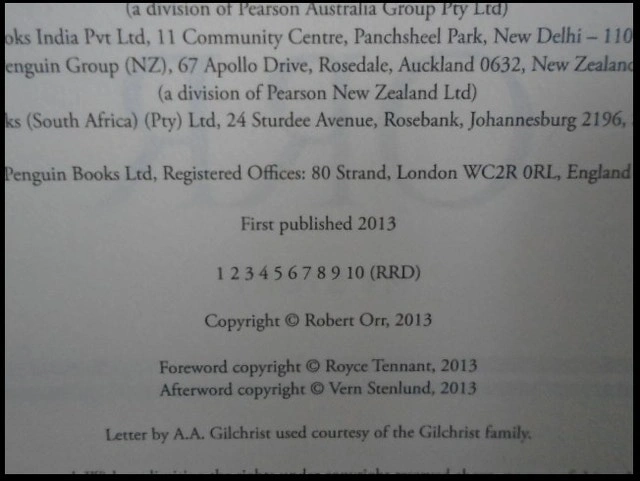 (a division of Pearson Australia Group Pty Ltd)
oks India Pvt Ltd, 11 Community Centre, Panchsheel Park, New Delhi – 110
enguin Group (NZ), 67 Apollo Drive, Rosedale, Auckland 0632, New Zealand
(a division of Pearson New Zealand Ltd)
ks (South Africa) (Pty) Ltd, 24 Sturdee Avenue, Rosebank, Johannesburg 2196,
Penguin Books Ltd, Registered Offices: 80 Strand, London WC2R 0RL, England
First published 2013
1 2 3 4 5 6 7 8 9 10 (RRD)
Copyright © Robert Orr, 2013
Foreword copyright © Royce Tennant, 2013
Afterword copyright © Vern Stenlund, 2013
Letter by A.A. Gilchrist used courtesy of the Gilchrist family.